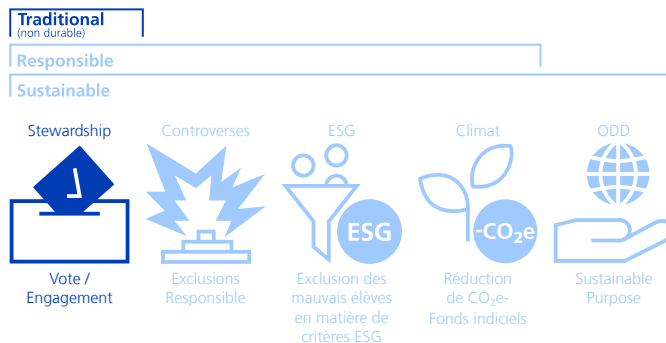 Traditional
(non durable)
Responsible
Sustainable
Stewardship
Controverses
ESG
Climat
ODD
ESG
-CO₂e
Vote /
Engagement
Exclusions
Responsible
Exclusion des
mauvais élèves
en matière de
critères ESG
Réduction
de CO₂e-
Fonds indiciels
Sustainable
Purpose